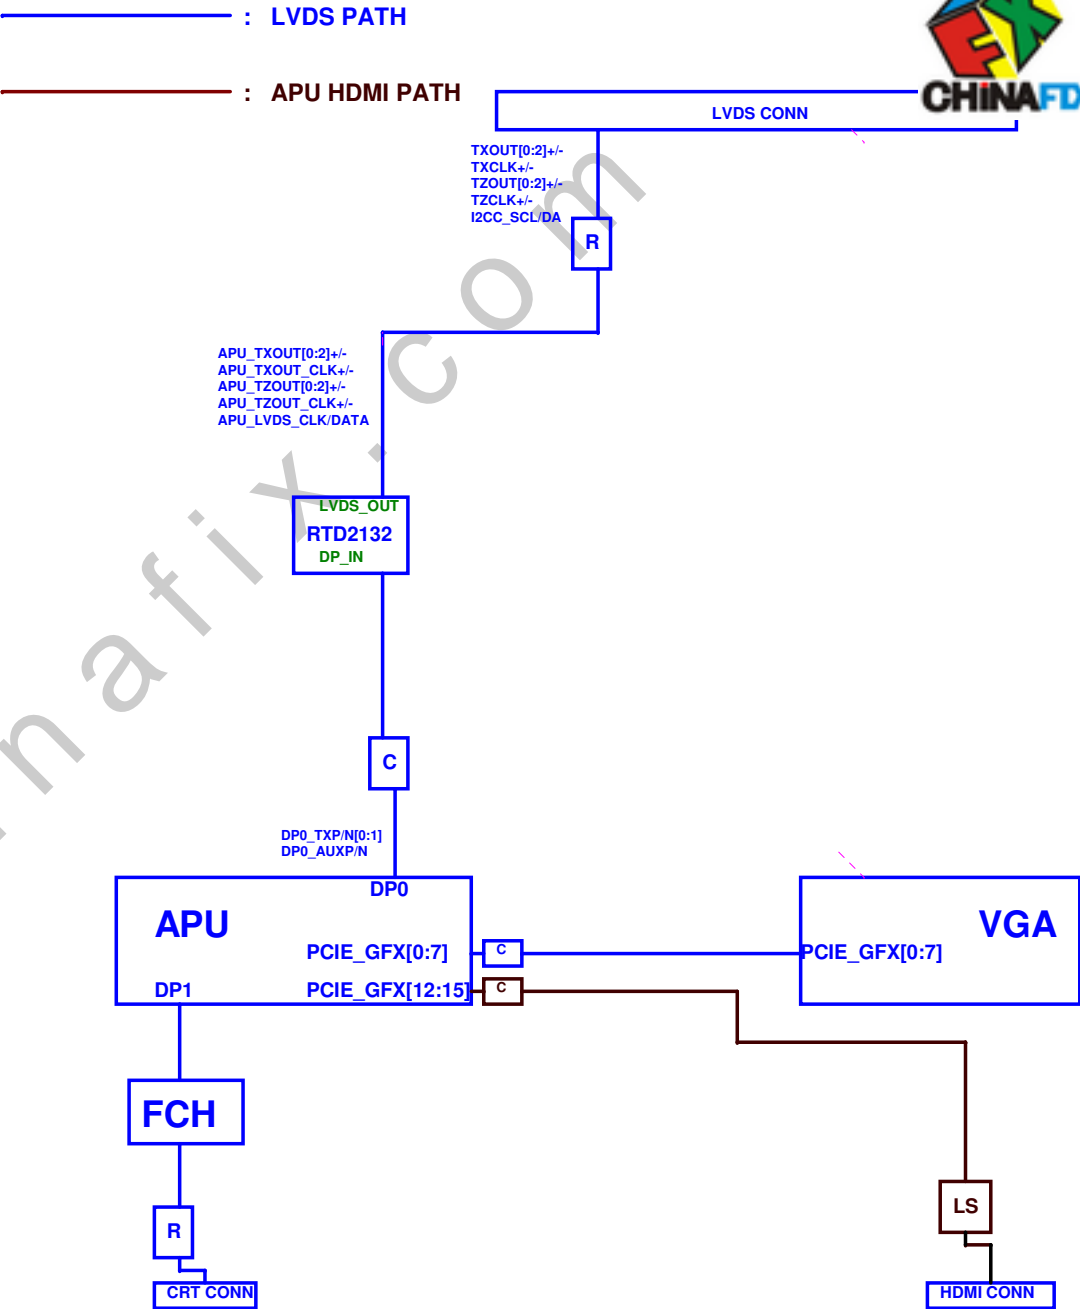 : LVDS PATH
: APU HDMI PATH
CHiNAFD
LVDS CONN
TXOUT[0:2]+/-
TXCLK+/-
TZOUT[0:2]+/-
TZCLK+/-
I2CC_SCL/DA
R
APU_TXOUT[0:2]+/-
APU_TXOUT_CLK+/-
APU_TZOUT[0:2]+/-
APU_TZOUT_CLK+/-
APU_LVDS_CLK/DATA
LVDS_OUT
RTD2132
DP_IN
C
DP0_TXP/N[0:1]
DP0_AUXP/N
DP0
APU
VGA
PCIE_GFX[0:7]
C
PCIE_GFX[0:7]
DP1
PCIE_GFX[12:15]
C
FCH
R
LS
CRT CONN
HDMI CONN
nafix.com